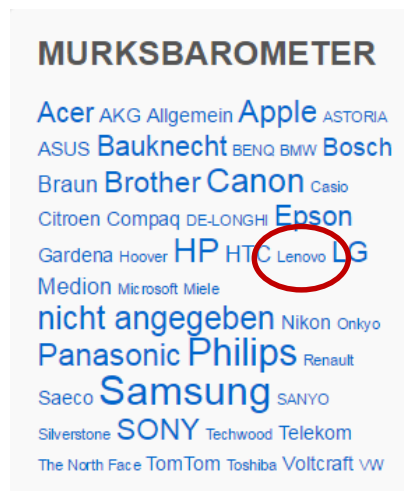 MURKSBAROMETER
Acer AKG Allgemein Apple ASTORIA
ASUS Bauknecht BENQ BMW Bosch
Braun Brother Canon Casio
Citroen Compaq DE-LONGHI Epson
Gardena Hoover HP HTC Lenovo LG
Medion Microsoft Miele
nicht angegeben Nikon Onkyo
Panasonic Philips Renault
Saeco Samsung SANYO
Silverstone SONY Techwood Telekom
The North Face TomTom Toshiba Voltcraft VW